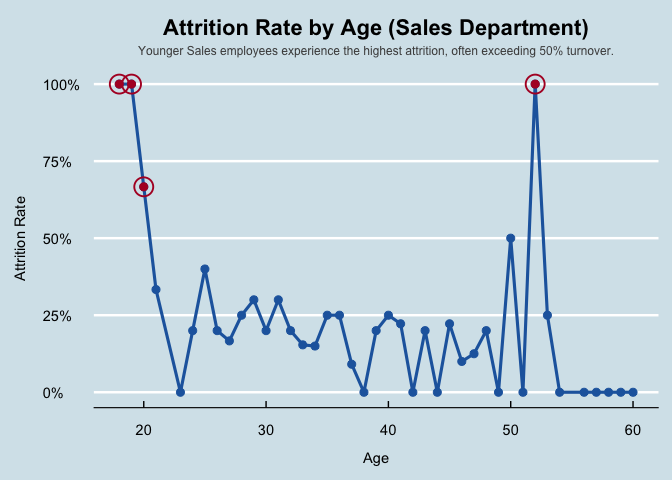 Attrition Rate by Age (Sales Department)
Younger Sales employees experience the highest attrition, often exceeding 50% turnover.
100%
75%
50%
25%
0%
Attrition Rate
20 30 40 50 60
Age